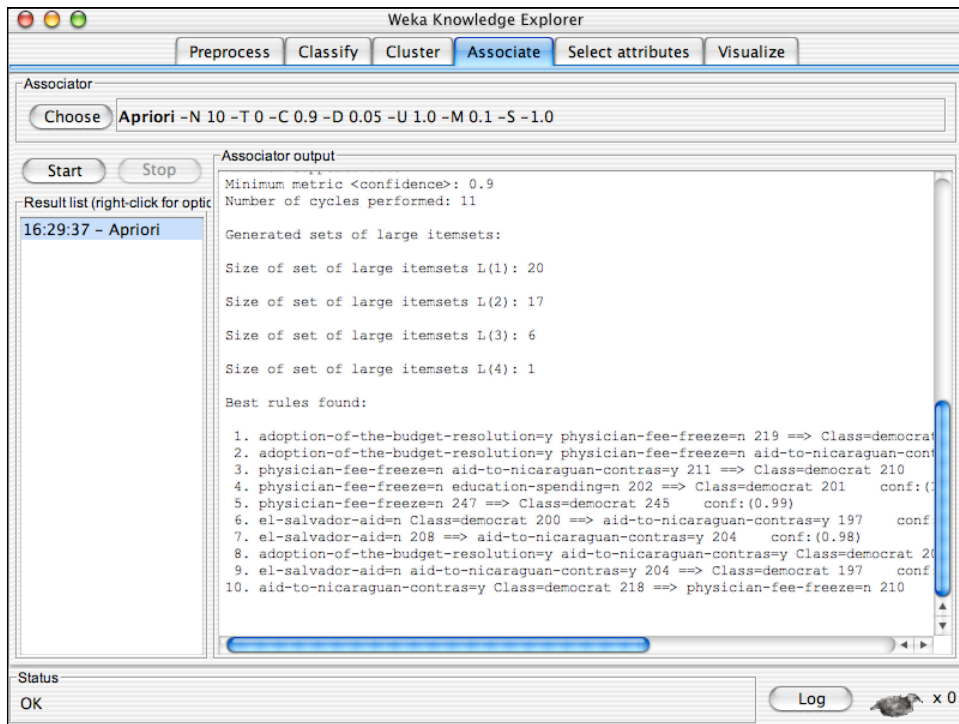 Weka Knowledge Explorer
Preprocess Classify Cluster Associate Select attributes Visualize
Associator
Choose Apriori -N 10 -T 0 -C 0.9 -D 0.05 -U 1.0 -M 0.1 -S -1.0
Start Stop
Result list (right-click for optic
16:29:37 - Apriori
Associator output
Minimum metric <confidence>: 0.9
Number of cycles performed: 11
Generated sets of large itemsets:
Size of set of large itemsets L(1): 20
Size of set of large itemsets L(2): 17
Size of set of large itemsets L(3): 6
Size of set of large itemsets L(4): 1
Best rules found:
1. adoption-of-the-budget-resolution=y physician-fee-freeze=n 219 ==> Class=democrat
2. adoption-of-the-budget-resolution=y physician-fee-freeze=n aid-to-nicaraguan-con
3. physician-fee-freeze=n aid-to-nicaraguan-contras=y 211 ==> Class=democrat 210
4. physician-fee-freeze=n education-spending=n 202 ==> Class=democrat 201 conf:(
5. physician-fee-freeze=n 247 ==> Class=democrat 245 conf:(0.99)
6. el-salvador-aid=n Class=democrat 200 ==> aid-to-nicaraguan-contras=y 197 conf
7. el-salvador-aid=n 208 ==> aid-to-nicaraguan-contras=y 204 conf:(0.98)
8. adoption-of-the-budget-resolution=y aid-to-nicaraguan-contras=y Class=democrat
9. el-salvador-aid=n aid-to-nicaraguan-contras=y 204 ==> Class=democrat 197 conf
10. aid-to-nicaraguan-contras=y Class=democrat 218 ==> physician-fee-freeze=n 210
Status
OK
Log
x 0